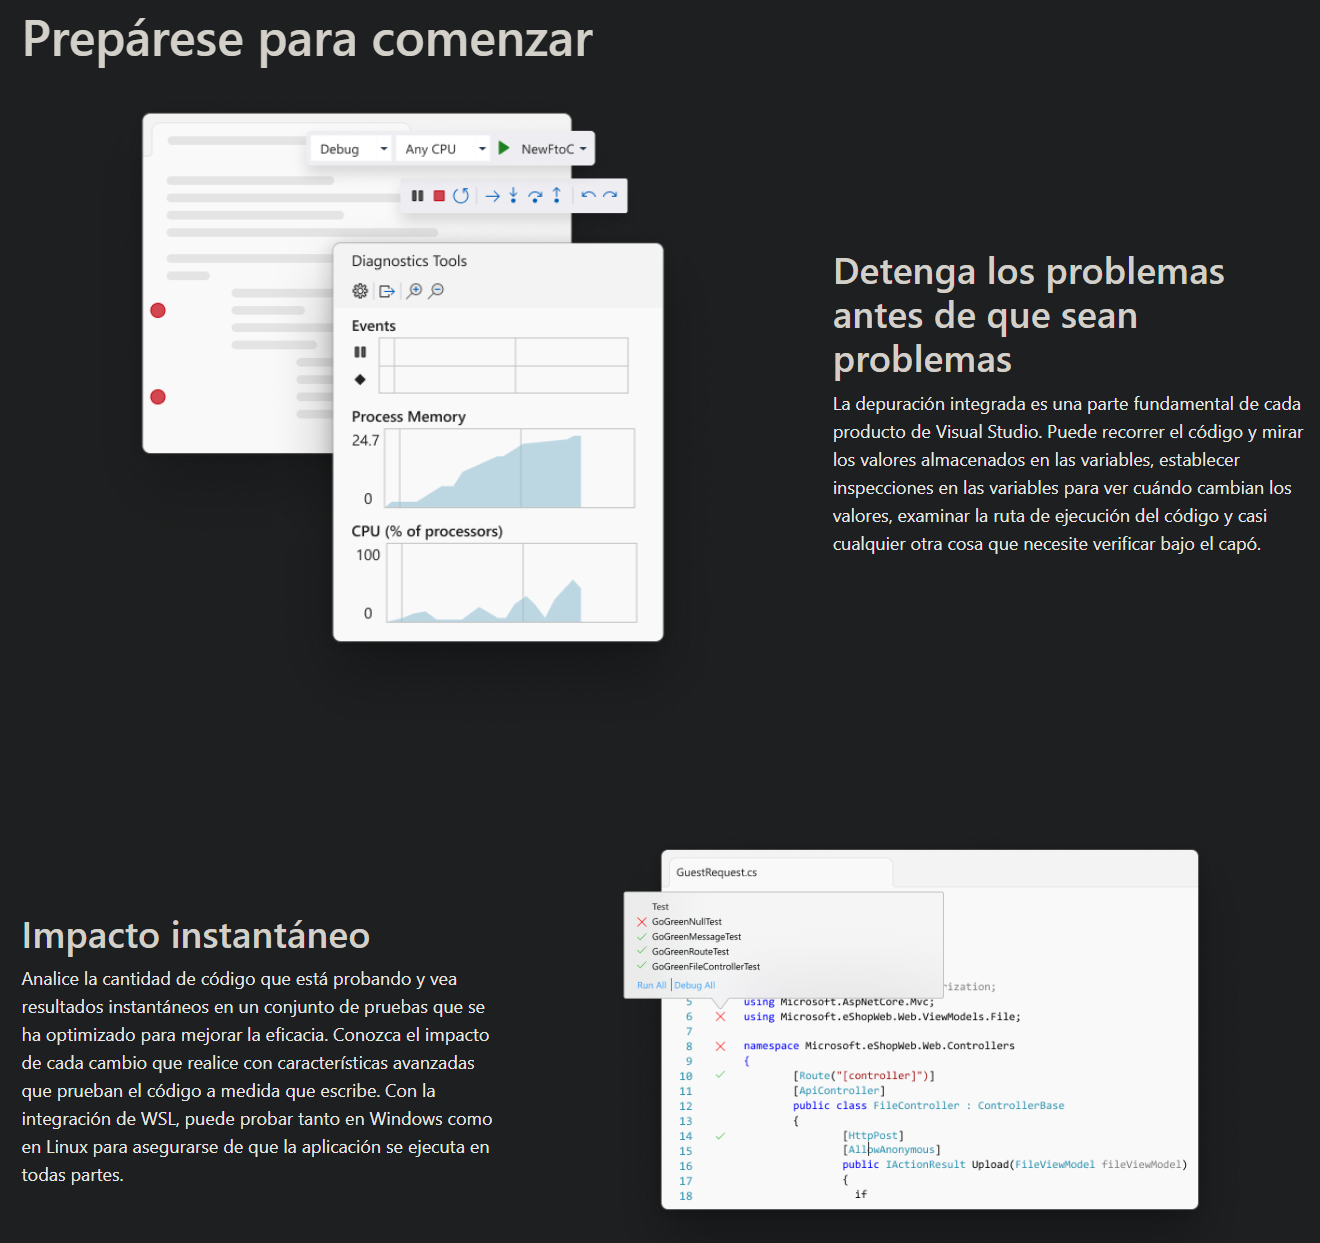 Prepárese para comenzar
Debug
Any CPU
NewFtoC
Diagnostics Tools
Events
Process Memory
24.7
0
CPU (% of processors)
100
0
Detenga los problemas
antes de que sean
problemas
La depuración integrada es una parte fundamental de cada
producto de Visual Studio. Puede recorrer el código y mirar
los valores almacenados en las variables, establecer
inspecciones en las variables para ver cuándo cambian los
valores, examinar la ruta de ejecución del código y casi
cualquier otra cosa que necesite verificar bajo el capó.
Impacto instantáneo
Analice la cantidad de código que está probando y vea
resultados instantáneos en un conjunto de pruebas que se
ha optimizado para mejorar la eficacia. Conozca el impacto
de cada cambio que realice con características avanzadas
que prueban el código a medida que escribe. Con la
integración de WSL, puede probar tanto en Windows como
en Linux para asegurarse de que la aplicación se ejecuta en
todas partes.
GuestRequest.cs
Test
GoGreenNullTest
GoGreenMessageTest
GoGreenRouteTest
GoGreenFileControllerTest
Run All | Debug All
rization;
5 using Microsoft.AspNetCore.Mvc;
6 using Microsoft.eShopWeb.Web.ViewModels.File;
7
8 namespace Microsoft.eShopWeb.Web.Controllers
9 {
10 [Route("[controller]")]
11 [ApiController]
12 public class FileController : ControllerBase
13 {
14 [HttpPost]
15 [AllowAnonymous]
16 public IActionResult Upload(FileViewModel fileViewModel)
17 {
18 if